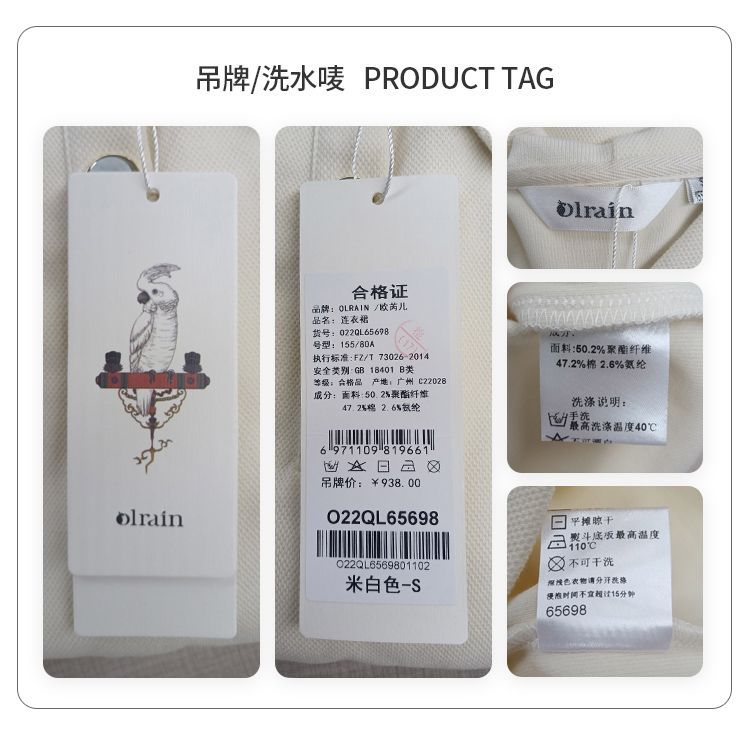 吊牌/洗水唛 PRODUCT TAG
Olrain
合格证
品牌：OLRAIN /欧芮儿
品名：连衣裙
货号：O22QL65698
号型：155/80A
执行标准：FZ/T 73026-2014
安全类别：GB 18401 B类
等级：合格品 产地：广州 C22028
成分：面料：50.2%聚酯纤维
47.2%棉 2.6%氨纶
6 971109 819661
吊牌价：￥938.00
O22QL65698
O22QL6569801102
米白色-S
Olrain
面料:50.2%聚酯纤维
47.2%棉 2.6%氨纶
洗涤说明：
手洗
最高洗涤温度40℃
不可漂白
平摊晾干
熨斗底板最高温度
110℃
不可干洗
深浅色衣物请分开洗涤
浸泡时间不宜超过15分钟
65698